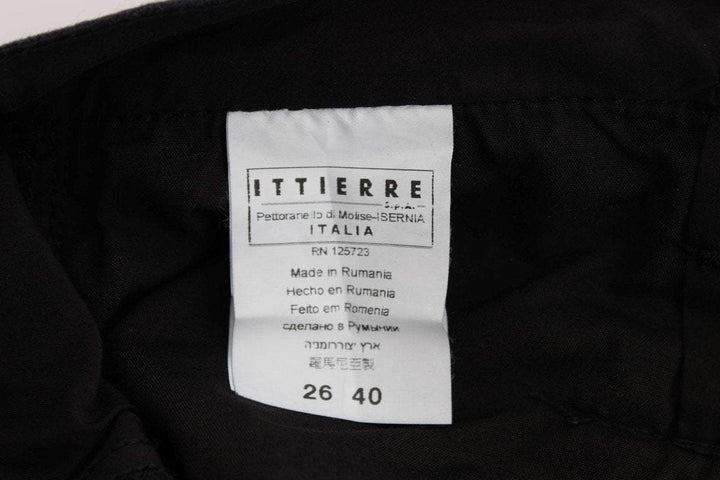 ITTIERRE
S.p.A.
Pettoranello di Molise-ISERNIA
ITALIA
RN 125723
Made in Rumania
Hecho en Rumania
Feito em Romenia
сделано в Румынии
ארץ יצור רומניה
羅馬尼亞製
26 40